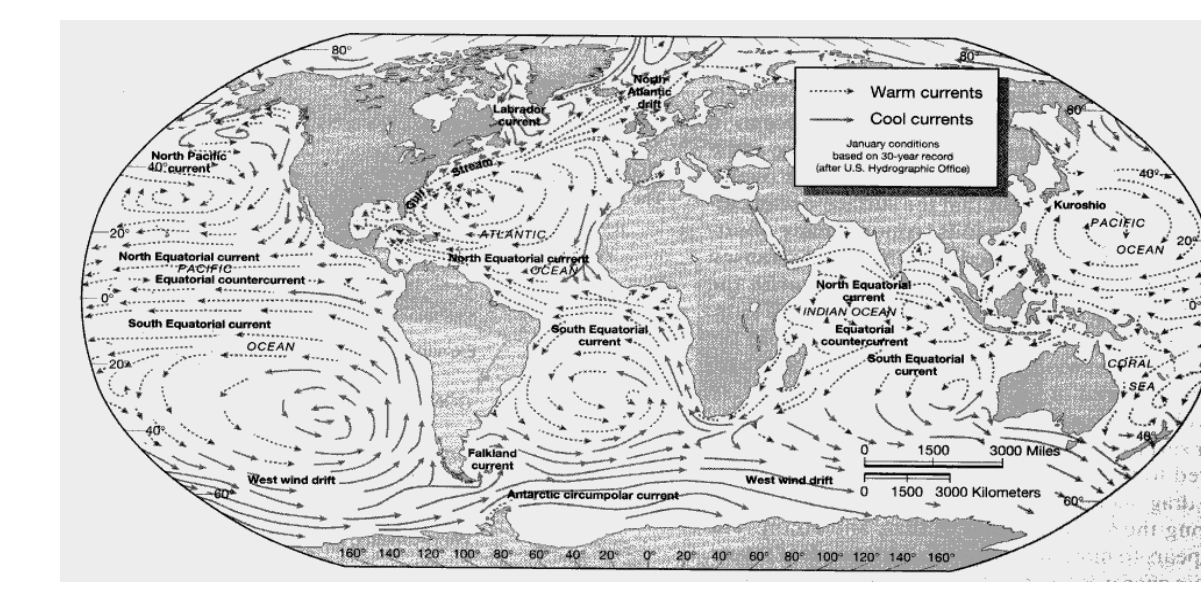 80°
80°
North
Atlantic
drift
Warm currents
Labrador
current
Cool currents
60°
January conditions
based on 30-year record
(after U.S. Hydrographic Office)
North Pacific
40° current
Gulf Stream
40°
Kuroshio
PACIFIC
OCEAN
20°
ATLANTIC
20°
North Equatorial current
PACIFIC
North Equatorial current
OCEAN
Equatorial countercurrent
North Equatorial
current
0°
INDIAN OCEAN
0°
South Equatorial current
South Equatorial
current
Equatorial
countercurrent
OCEAN
South Equatorial
current
20°
CORAL
SEA
40°
40°
Falkland
current
0 1500 3000 Miles
West wind drift
West wind drift
0 1500 3000 Kilometers
60°
Antarctic circumpolar current
60°
160° 140° 120° 100° 80° 60° 40° 20° 0° 20° 40° 60° 80° 100° 120° 140° 160°